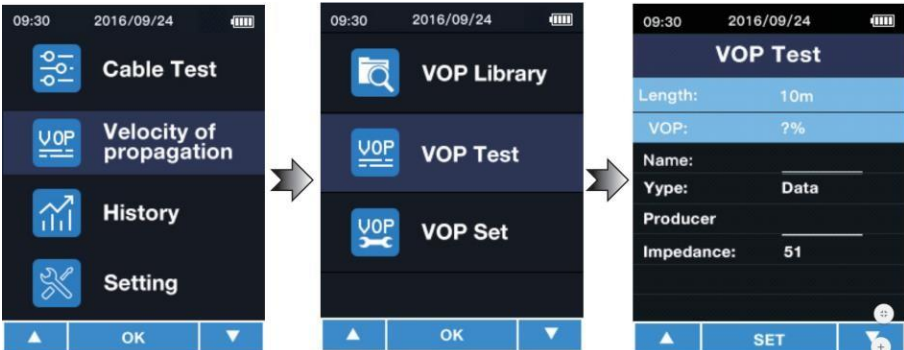 09:30 2016/09/24
Cable Test
VOP
Velocity of
propagation
History
Setting
▲ OK ▼
09:30 2016/09/24
VOP Library
VOP
VOP Test
VOP
VOP Set
▲ OK ▼
09:30 2016/09/24
VOP Test
Length: 10m
VOP: ?%
Name:
Yype: Data
Producer
Impedance: 51
▲ SET ▼